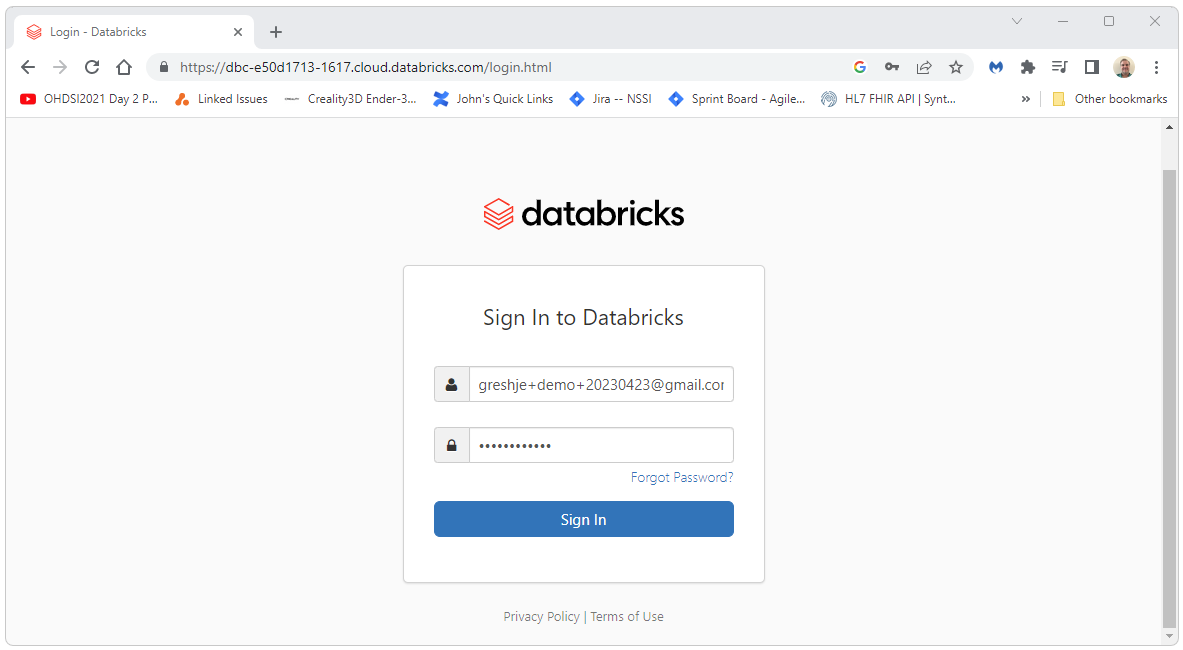 Login - Databricks
https://dbc-e50d1713-1617.cloud.databricks.com/login.html
OHDSI2021 Day 2 P... Linked Issues Creality3D Ender-3... John's Quick Links Jira -- NSSI Sprint Board - Agile... HL7 FHIR API | Synt... » Other bookmarks
databricks
Sign In to Databricks
greshje+demo+20230423@gmail.com
••••••••••••
Forgot Password?
Sign In
Privacy Policy | Terms of Use